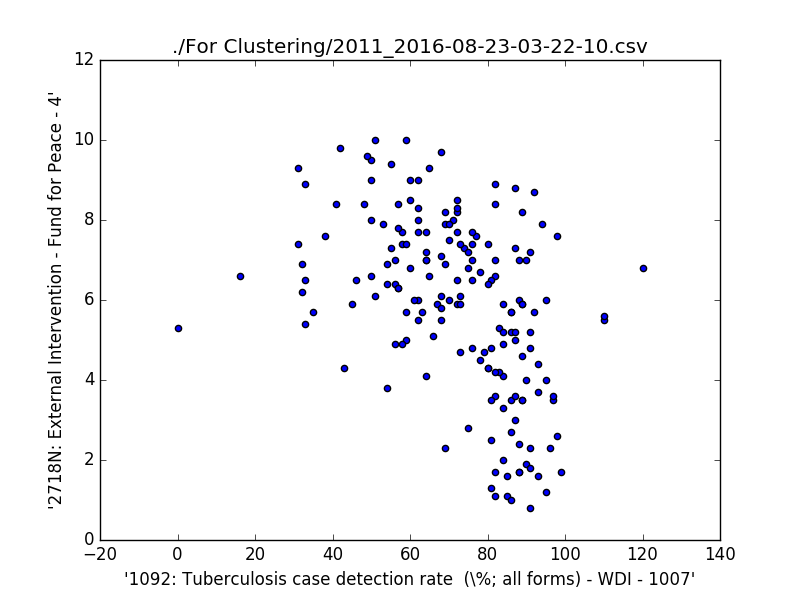 ./For Clustering/2011_2016-08-23-03-22-10.csv
12
10
8
6
4
2
0
'2718N: External Intervention - Fund for Peace - 4'
−20 0 20 40 60 80 100 120 140
'1092: Tuberculosis case detection rate  (\%; all forms) - WDI - 1007'